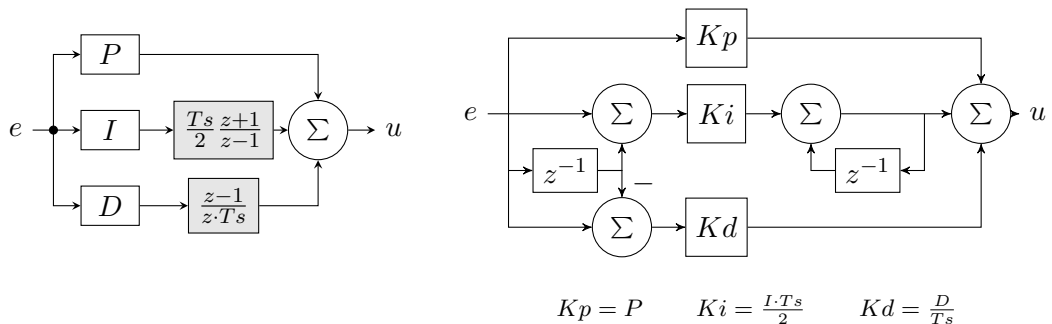 P
e
I
Ts/2 z+1/z−1
Σ
u
D
z−1/z·Ts
Kp
e
Σ
Ki
Σ
Σ
u
z⁻¹
−
z⁻¹
Σ
Kd
Kp = P Ki = I·Ts/2 Kd = D/Ts